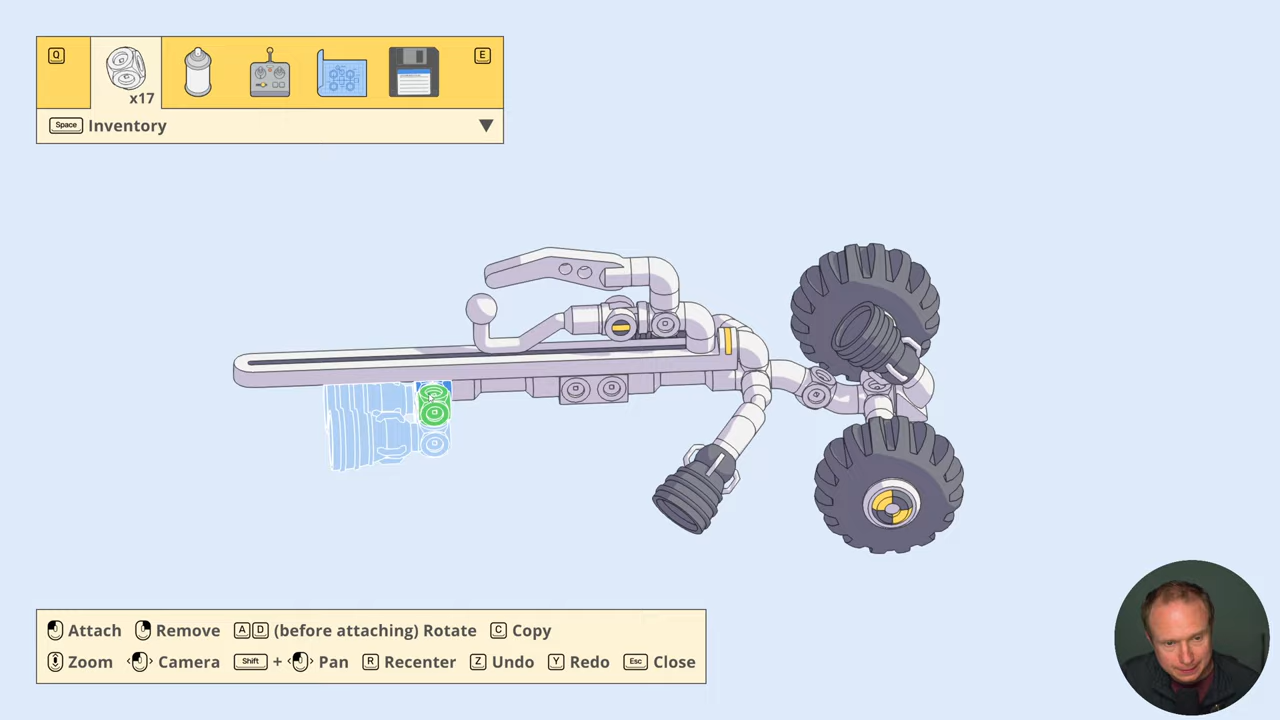 Q
E
x17
Space Inventory
Attach Remove A D (before attaching) Rotate C Copy
Zoom Camera Shift + Pan R Recenter Z Undo Y Redo Esc Close